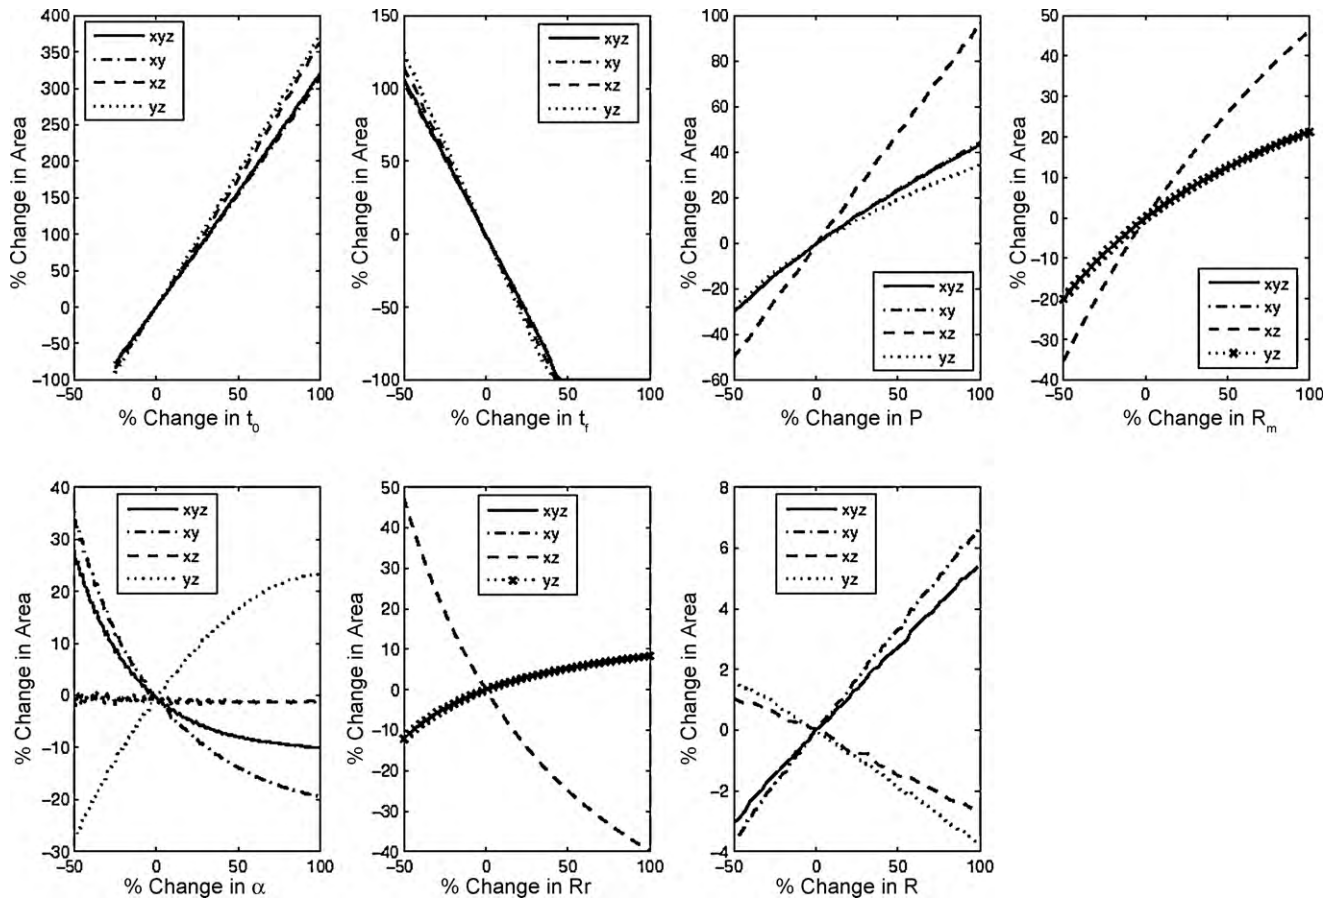 % Change in Area
400
350
300
250
200
150
100
50
0
−50
−100
xyz
xy
xz
yz
−50 0 50 100
% Change in t₀
% Change in Area
150
100
50
0
−50
−100
xyz
xy
xz
yz
−50 0 50 100
% Change in t_f
% Change in Area
100
80
60
40
20
0
−20
−40
−60
xyz
xy
xz
yz
−50 0 50 100
% Change in P
% Change in Area
50
40
30
20
10
0
−10
−20
−30
−40
xyz
xy
xz
yz
−50 0 50 100
% Change in R_m
% Change in Area
40
30
20
10
0
−10
−20
−30
xyz
xy
xz
yz
−50 0 50 100
% Change in α
% Change in Area
50
40
30
20
10
0
−10
−20
−30
−40
xyz
xy
xz
yz
−50 0 50 100
% Change in Rr
% Change in Area
8
6
4
2
0
−2
−4
xyz
xy
xz
yz
−50 0 50 100
% Change in R